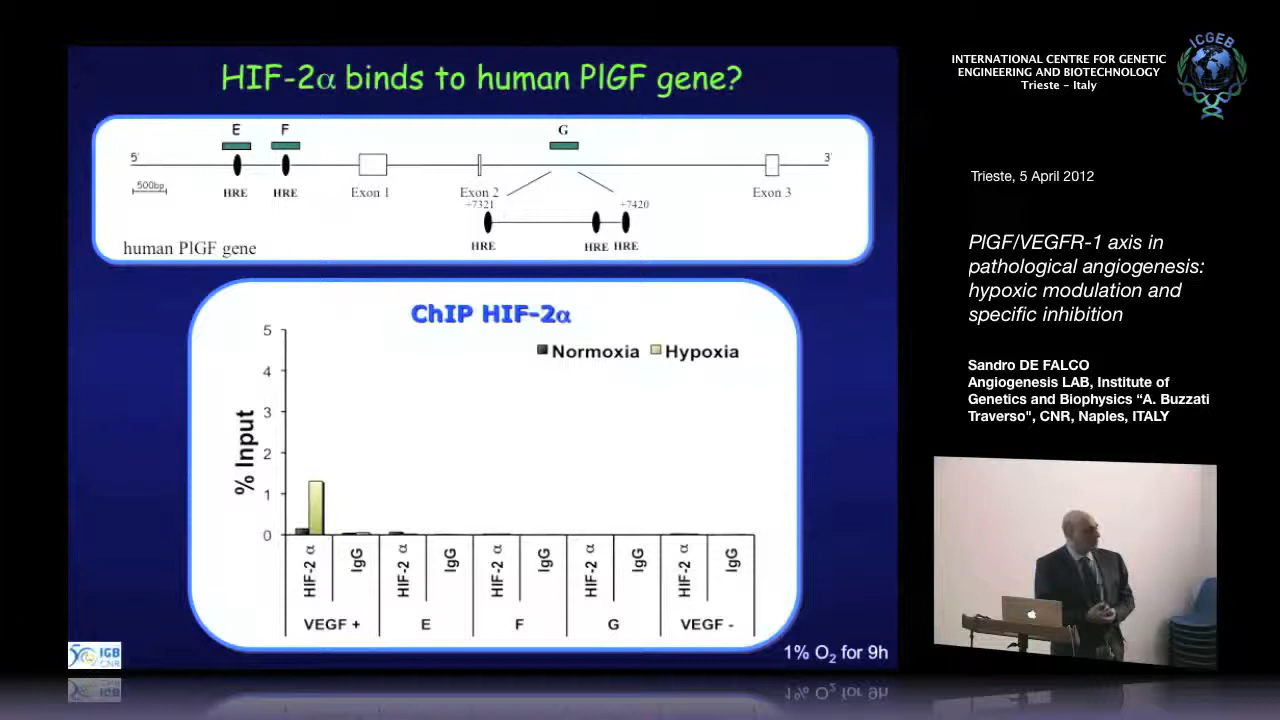 HIF-2α binds to human PlGF gene?
E F G
5' 3'
500bp
HRE HRE Exon 1 Exon 2 Exon 3
+7321 +7420
HRE HRE HRE
human PlGF gene
ChIP HIF-2α
Normoxia Hypoxia
% Input
5
4
3
2
1
0
HIF-2 α IgG HIF-2 α IgG HIF-2 α IgG HIF-2 α IgG HIF-2 α IgG
VEGF + E F G VEGF -
1% O2 for 9h
IGB
CNR
ICGEB
INTERNATIONAL CENTRE FOR GENETIC
ENGINEERING AND BIOTECHNOLOGY
Trieste - Italy
Trieste, 5 April 2012
PlGF/VEGFR-1 axis in
pathological angiogenesis:
hypoxic modulation and
specific inhibition
Sandro DE FALCO
Angiogenesis LAB, Institute of
Genetics and Biophysics “A. Buzzati
Traverso", CNR, Naples, ITALY